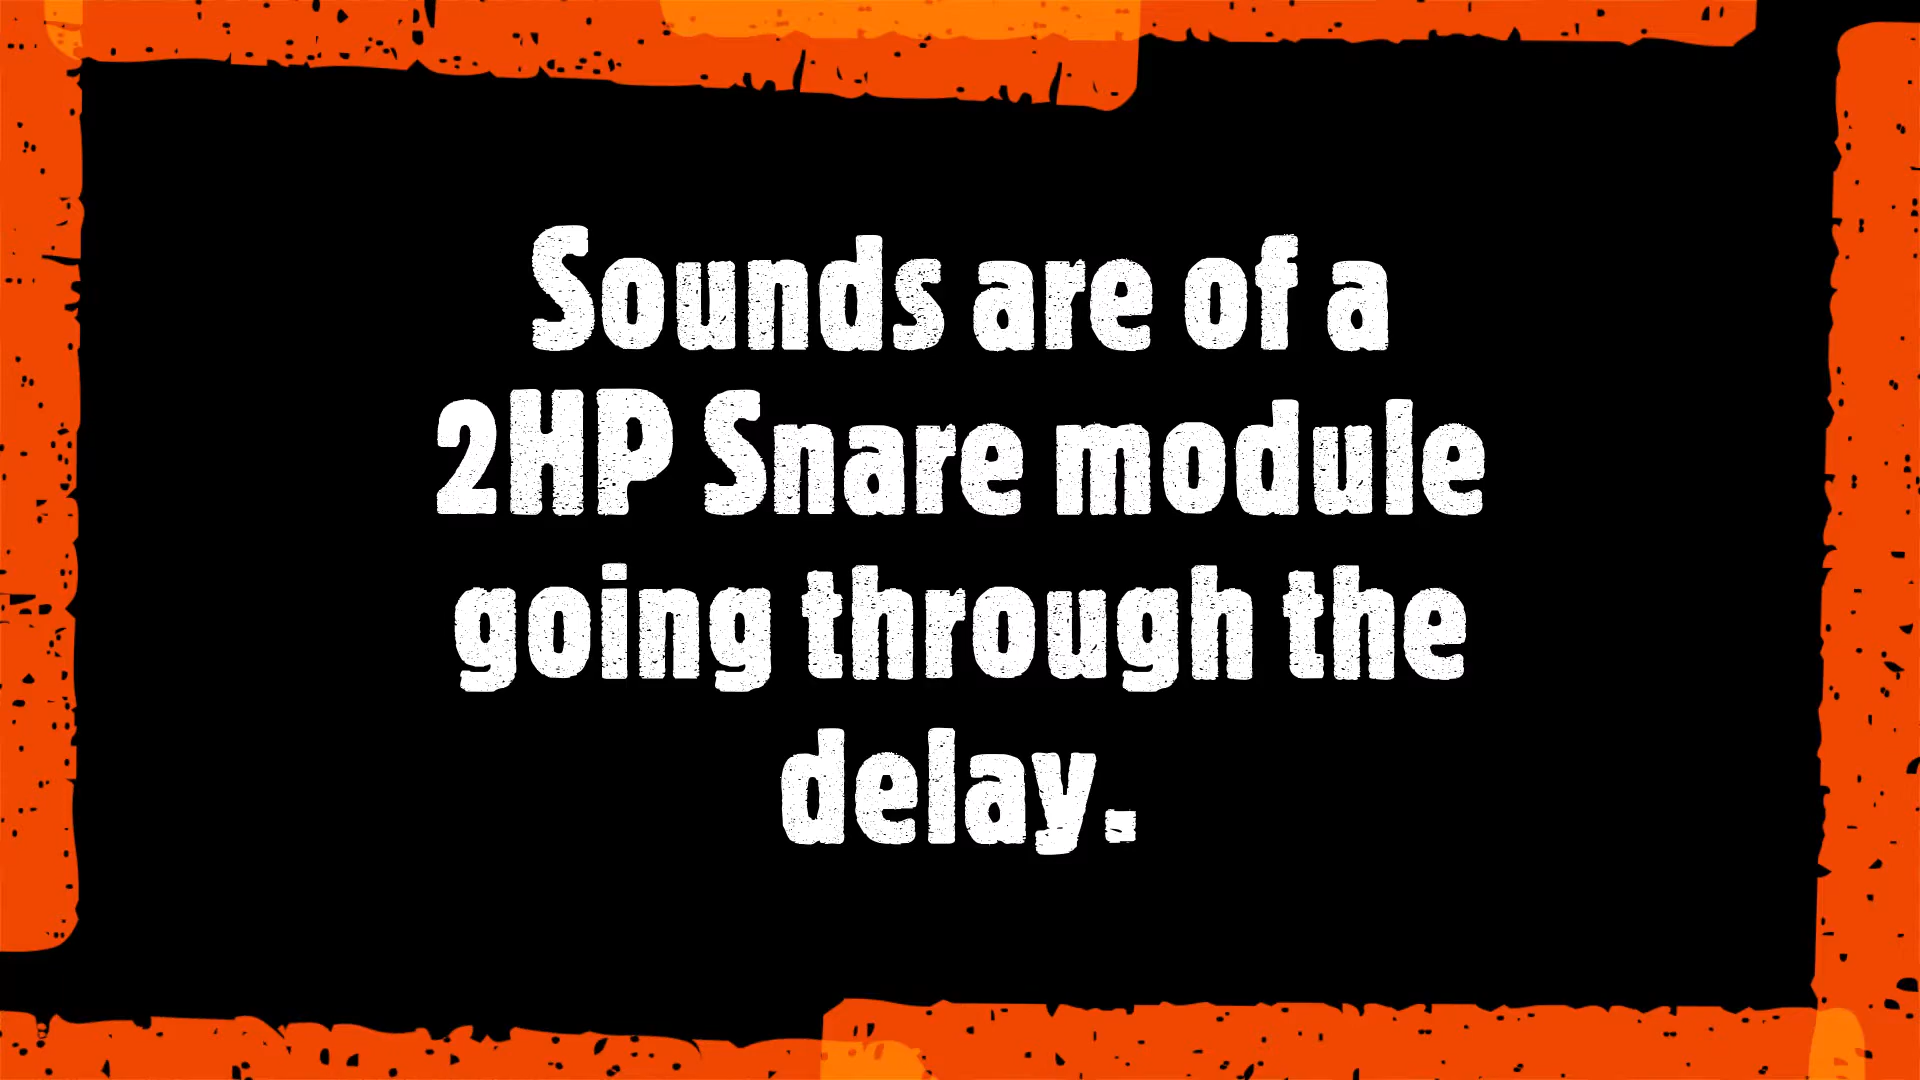 Sounds are of a
2HP Snare module
going through the
delay.